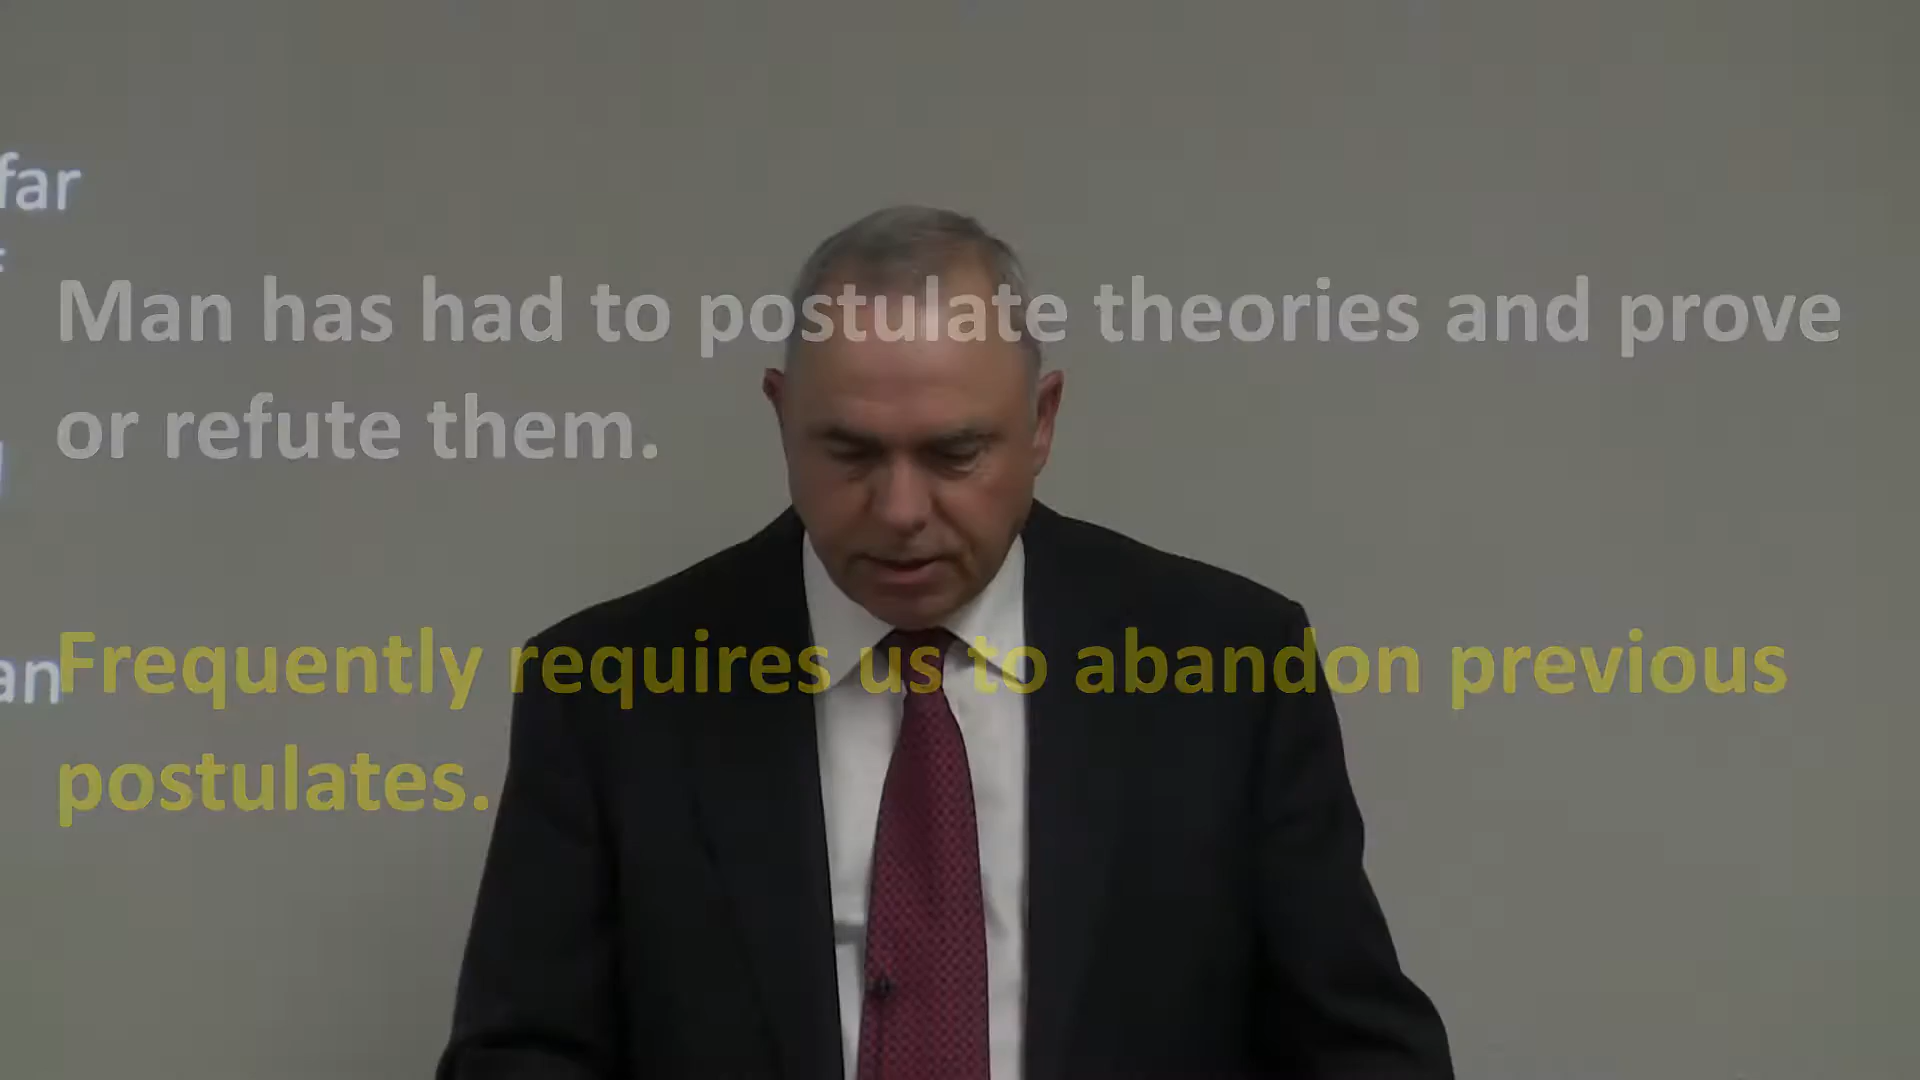 far
Man has had to postulate theories and prove
or refute them.
an
Frequently requires us to abandon previous
postulates.